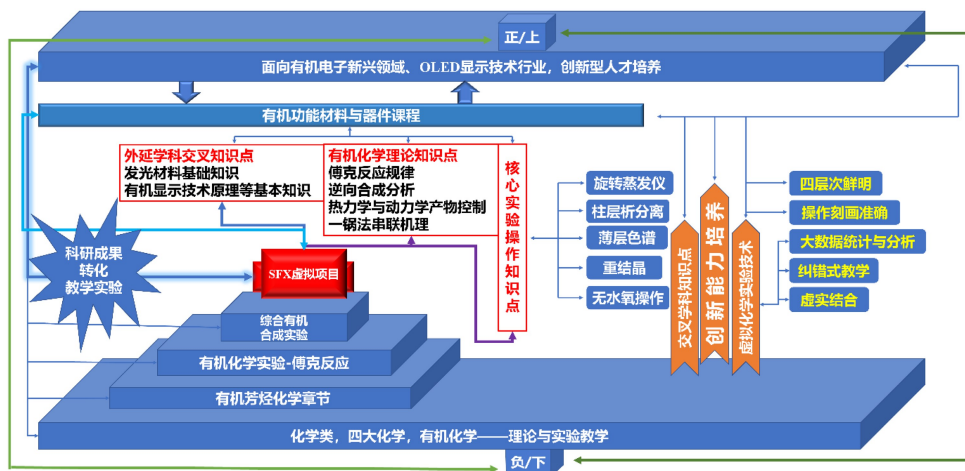 正/上
面向有机电子新兴领域、OLED显示技术行业，创新型人才培养
有机功能材料与器件课程
外延学科交叉知识点
发光材料基础知识
有机显示技术原理等基本知识
有机化学理论知识点
傅克反应规律
逆向合成分析
热力学与动力学产物控制
一锅法串联机理
核心实验操作知识点
旋转蒸发仪
柱层析分离
薄层色谱
重结晶
无水氧操作
交叉学科知识点
创新能力培养
虚拟化学实验技术
四层次鲜明
操作刻画准确
大数据统计与分析
纠错式教学
虚实结合
科研成果
转化
教学实验
SFX虚拟项目
综合有机
合成实验
有机化学实验-傅克反应
有机芳烃化学章节
化学类，四大化学，有机化学——理论与实验教学
负/下